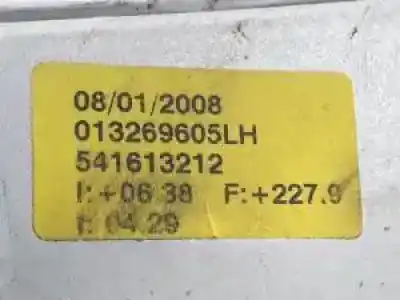 08/01/2008
013269605LH
541613212
I:+06.38 F:+227.9
t: 04.29